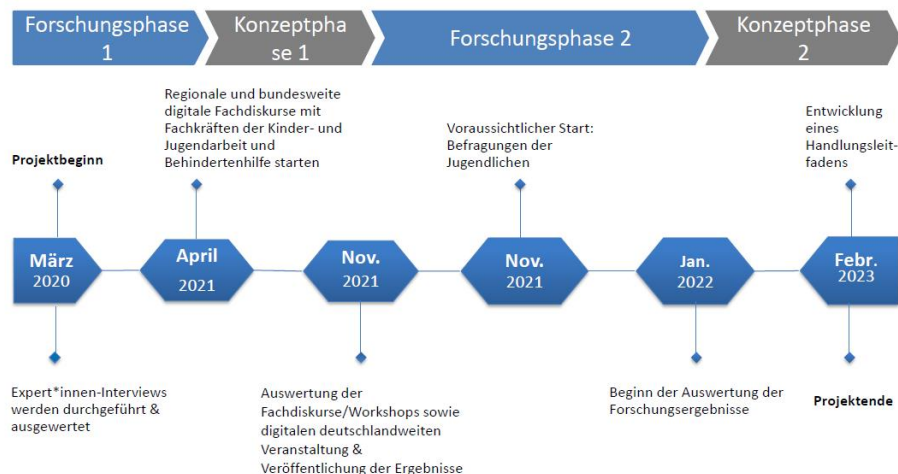 Forschungsphase
1
Konzeptpha
se 1
Forschungsphase 2
Konzeptphase
2
Projektbeginn
Regionale und bundesweite
digitale Fachdiskurse mit
Fachkräften der Kinder- und
Jugendarbeit und
Behindertenhilfe starten
Voraussichtlicher Start:
Befragungen der
Jugendlichen
Entwicklung
eines
Handlungsleit-
fadens
März
2020
April
2021
Nov.
2021
Nov.
2021
Jan.
2022
Febr.
2023
Expert*innen-Interviews
werden durchgeführt &
ausgewertet
Auswertung der
Fachdiskurse/Workshops sowie
digitalen deutschlandweiten
Veranstaltung &
Veröffentlichung der Ergebnisse
Beginn der Auswertung der
Forschungsergebnisse
Projektende